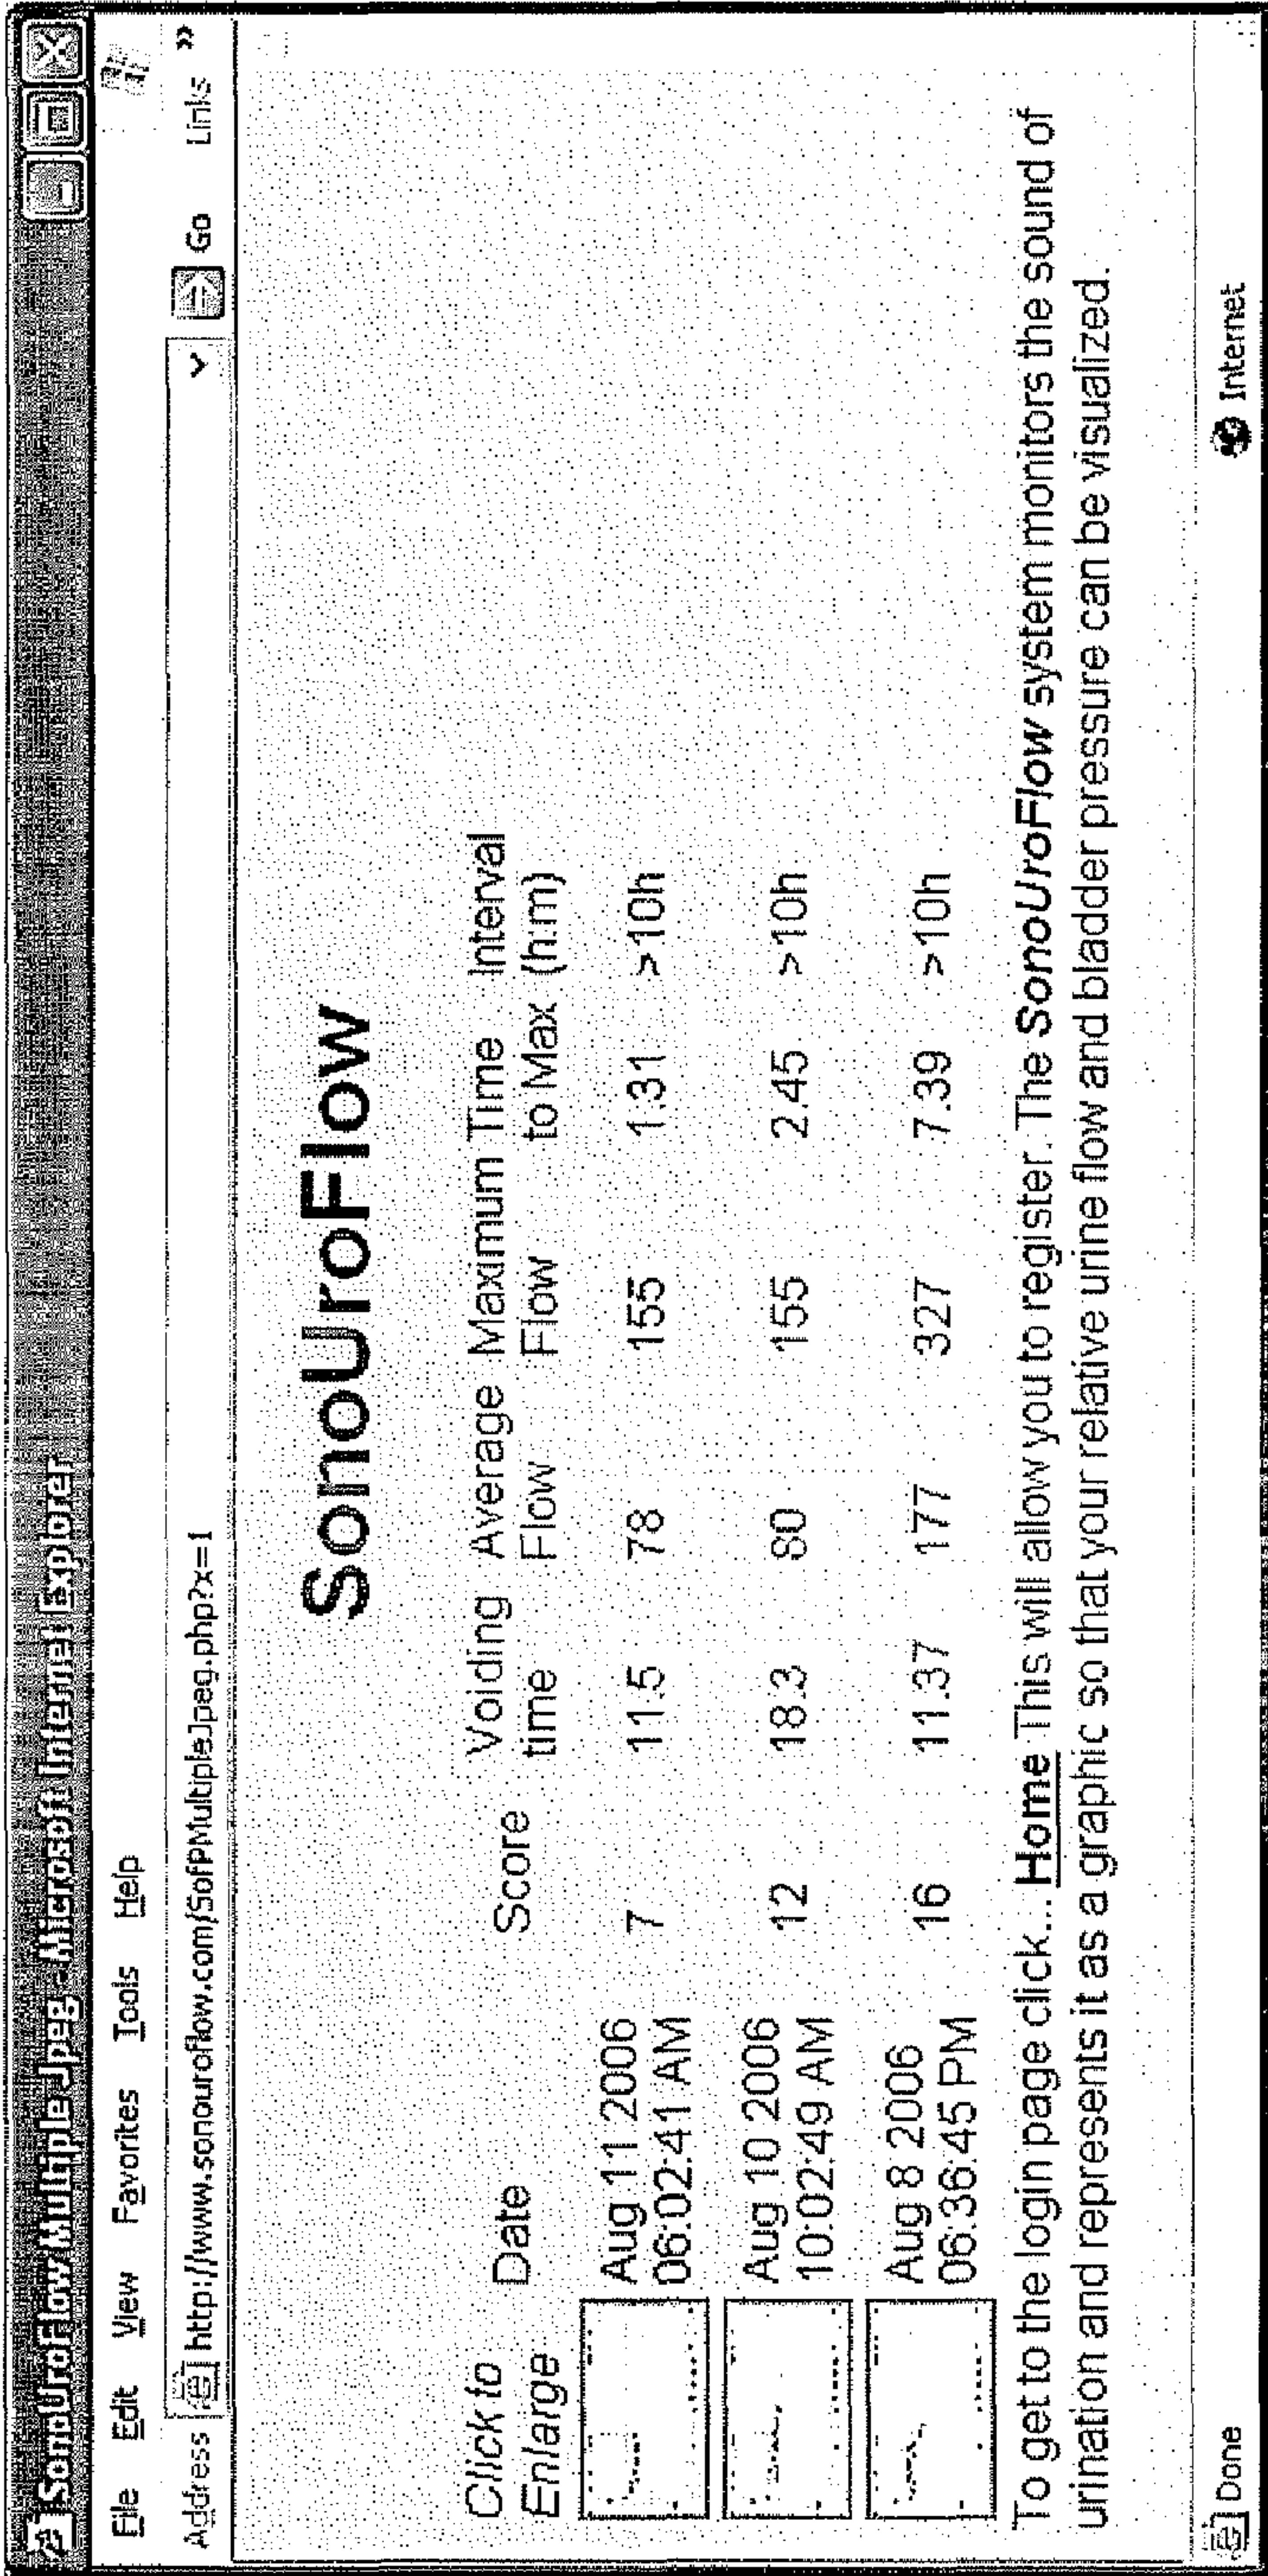 SonoUroFlow Multiple Jpeg - Microsoft Internet Explorer
File Edit View Favorites Tools Help
Address http://www.sonouroflow.com/SofPMultipleJpeg.php?x=1 Go Links »
SonoUroFlow
Click to Enlarge Date Score Voiding time Average Flow Maximum Flow Time to Max Interval (h:m)
Aug 11 2006 7 11.5 78 155 1.31 >10h
06:02:41 AM
Aug 10 2006 12 18.3 80 155 2.45 >10h
10:02:49 AM
Aug 8 2006 16 11.37 177 327 7.39 >10h
06:36:45 PM
To get to the login page click... Home This will allow you to register. The SonoUroFlow system monitors the sound of
urination and represents it as a graphic so that your relative urine flow and bladder pressure can be visualized.
Done Internet